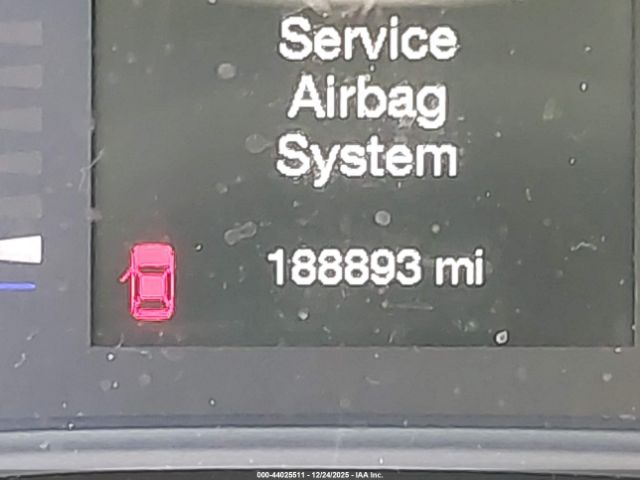 Service
Airbag
System
188893 mi
000-44025511 - 12/24/2025 - IAA Inc.